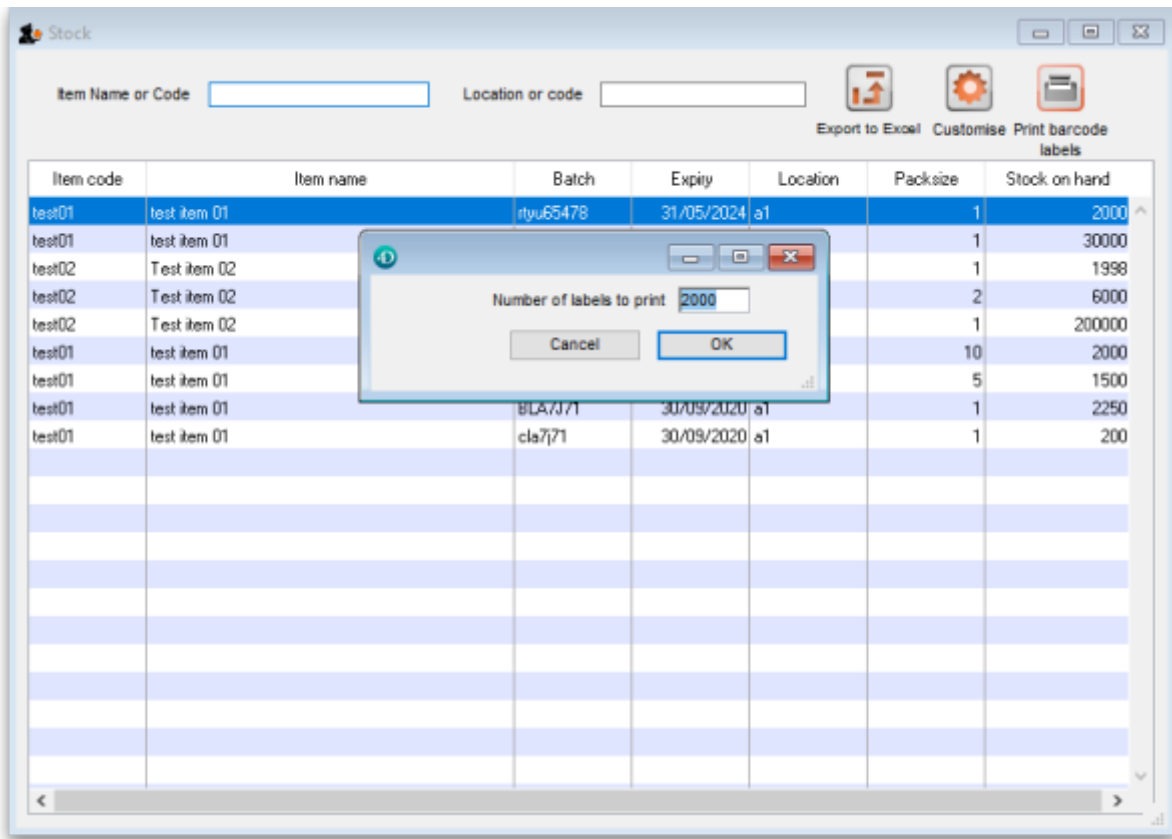 Stock
Item Name or Code Location or code
Export to Excel Customise Print barcode
labels
Item code Item name Batch Expiry Location Packsize Stock on hand
test01 test item 01 rtyu65478 31/05/2024 a1 1 2000
test01 test item 01 1 30000
test02 Test item 02 1 1998
test02 Test item 02 2 6000
test02 Test item 02 1 200000
test01 test item 01 10 2000
test01 test item 01 5 1500
test01 test item 01 BLA7J71 30/09/2020 a1 1 2250
test01 test item 01 cla7j71 30/09/2020 a1 1 200
Number of labels to print 2000
Cancel OK